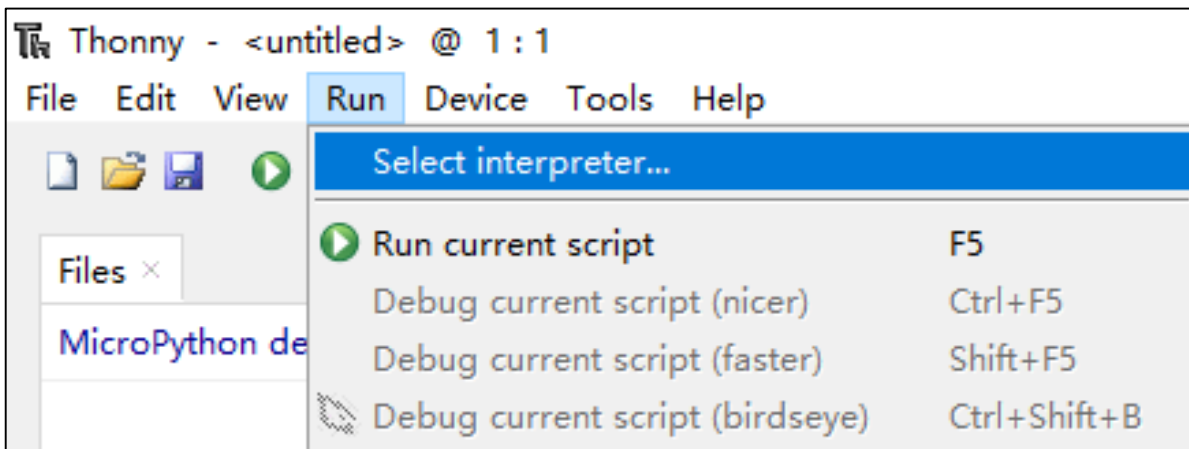 Thonny - <untitled> @ 1 : 1
File Edit View Run Device Tools Help
Select interpreter...
Run current script F5
Files
Debug current script (nicer) Ctrl+F5
MicroPython de
Debug current script (faster) Shift+F5
Debug current script (birdseye) Ctrl+Shift+B